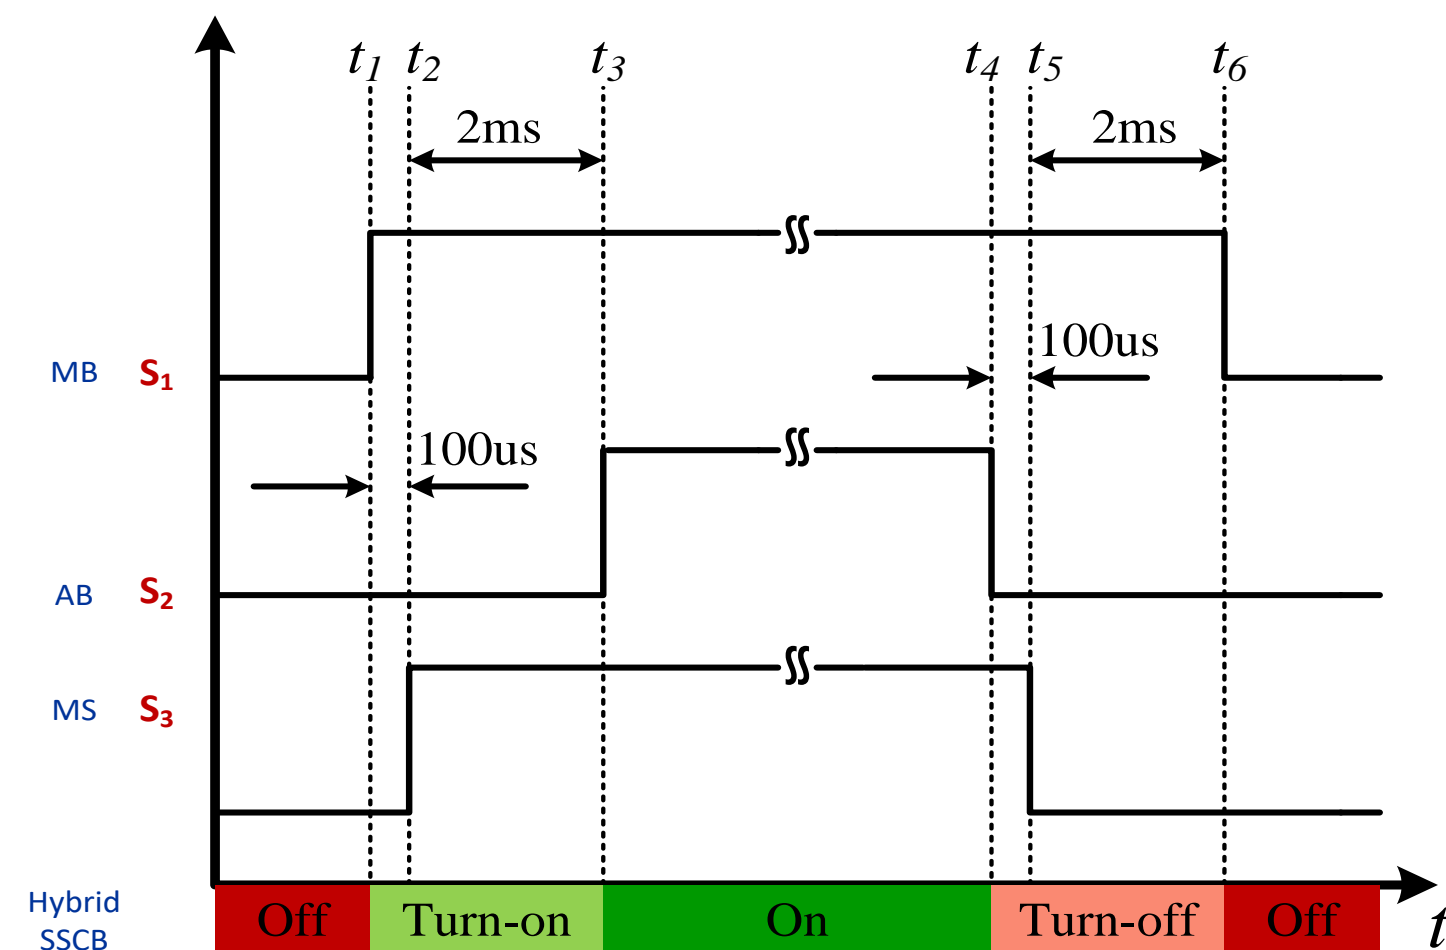 t1 t2 t3 t4 t5 t6
2ms 2ms
MB S1
100us
100us
AB S2
MS S3
Hybrid
SSCB
Off Turn-on On Turn-off Off
t